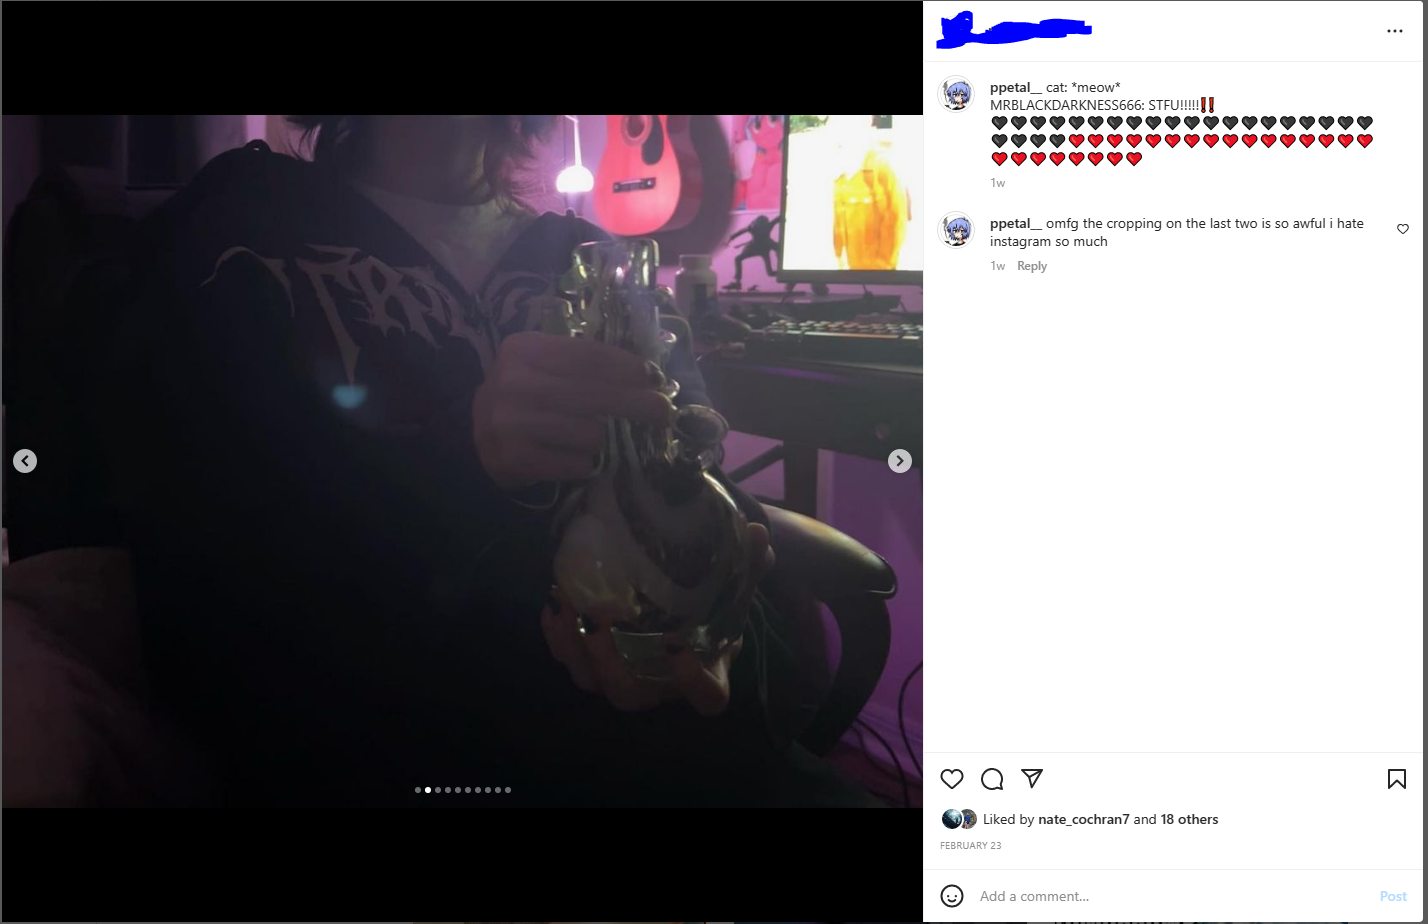 ppetal__ cat: *meow*
MRBLACKDARKNESS666: STFU!!!!!‼️
🖤🖤🖤🖤🖤🖤🖤🖤🖤🖤🖤🖤🖤🖤🖤🖤🖤🖤🖤🖤
🖤🖤🖤🖤❤️❤️❤️❤️❤️❤️❤️❤️❤️❤️❤️❤️❤️❤️❤️❤️
❤️❤️❤️❤️❤️❤️❤️❤️
1w
ppetal__ omfg the cropping on the last two is so awful i hate
instagram so much
1w Reply
Liked by nate_cochran7 and 18 others
FEBRUARY 23
Add a comment... Post